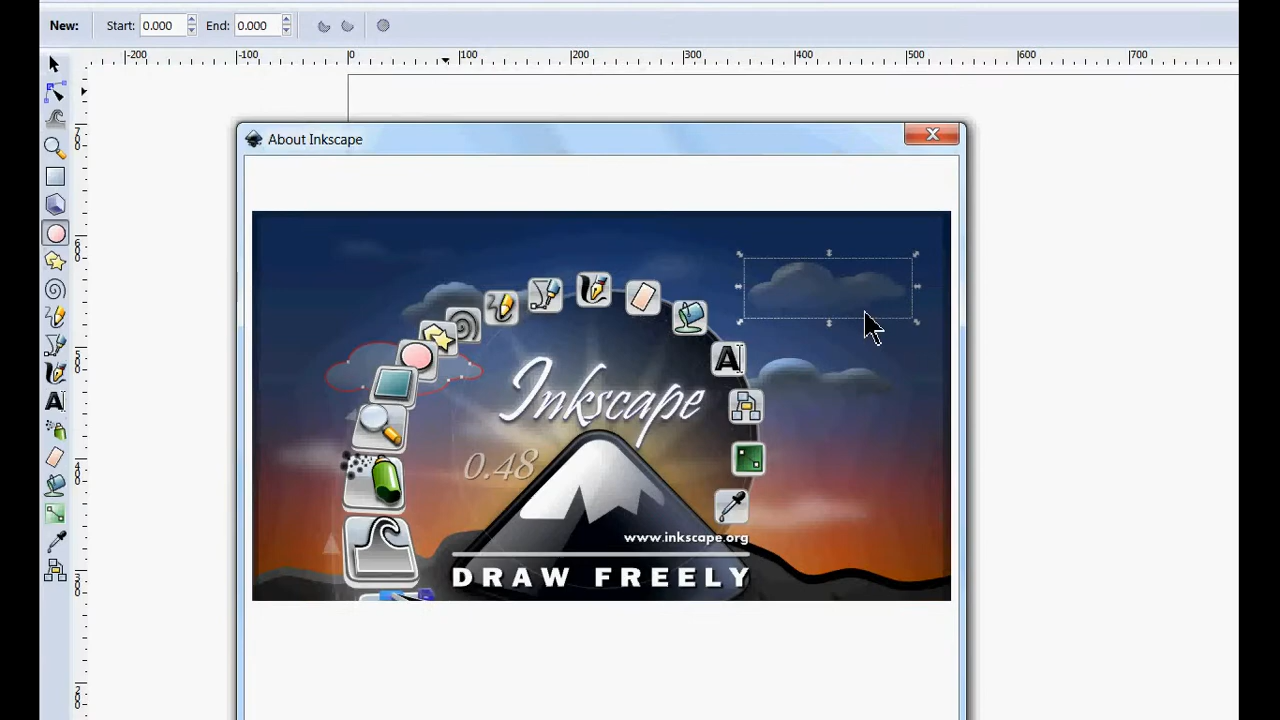 New: Start: 0.000 End: 0.000
-200 -100 0 100 200 300 400 500 600 700
About Inkscape
A
Inkscape
0.48
www.inkscape.org
DRAW FREELY
A